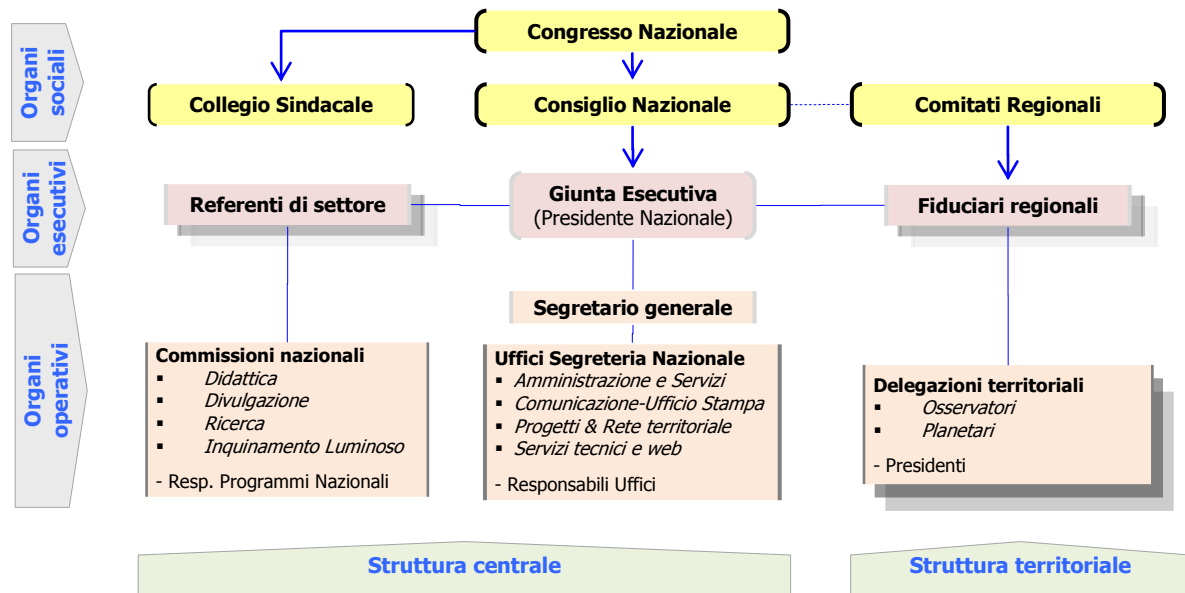 Organi
sociali
Congresso Nazionale
Collegio Sindacale
Consiglio Nazionale
Comitati Regionali
Organi
esecutivi
Referenti di settore
Giunta Esecutiva
(Presidente Nazionale)
Fiduciari regionali
Organi
operativi
Segretario generale
Commissioni nazionali
▪ Didattica
▪ Divulgazione
▪ Ricerca
▪ Inquinamento Luminoso
- Resp. Programmi Nazionali
Uffici Segreteria Nazionale
▪ Amministrazione e Servizi
▪ Comunicazione-Ufficio Stampa
▪ Progetti & Rete territoriale
▪ Servizi tecnici e web
- Responsabili Uffici
Delegazioni territoriali
▪ Osservatori
▪ Planetari
- Presidenti
Struttura centrale
Struttura territoriale